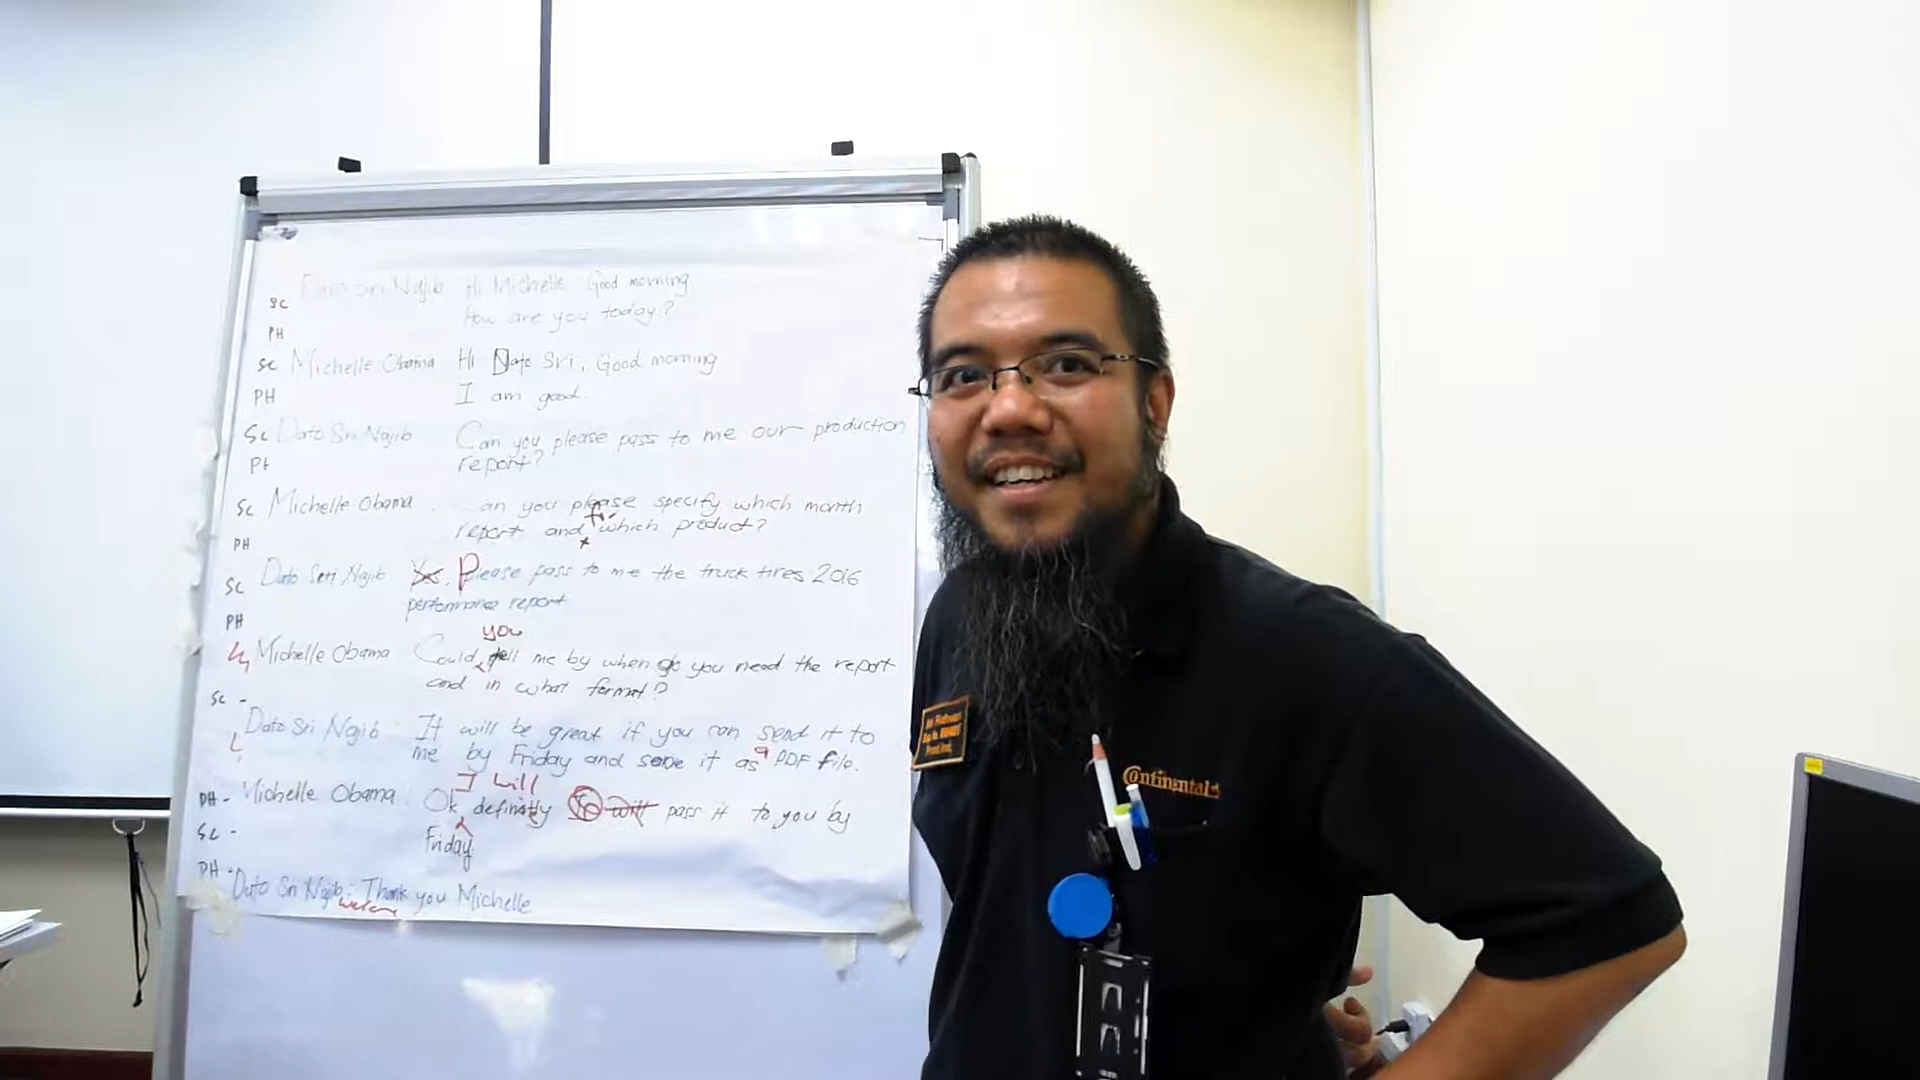 SC Dato Sri Najib Hi Michelle. Good morning
How are you today?
PH
SC Michelle Obama Hi Dato Sri, Good morning
PH I am good.
SC Dato Sri Najib Can you please pass to me our production
PH report?
SC Michelle Obama : an you please specify which month
report and which product?
PH
SC Dato Seri Najib Yes, Please pass to me the truck tires 2016
performance report
PH
you
Michelle Obama Could tell me by when do you need the report
and in what format?
SC -
Dato Sri Najib : It will be great if you can send it to
me by Friday and save it as a PDF file.
I will
PH - Michelle Obama : Ok definitly pass it to you by
SC - Friday.
PH - Dato Sri Najib : Thank you Michelle
Continental